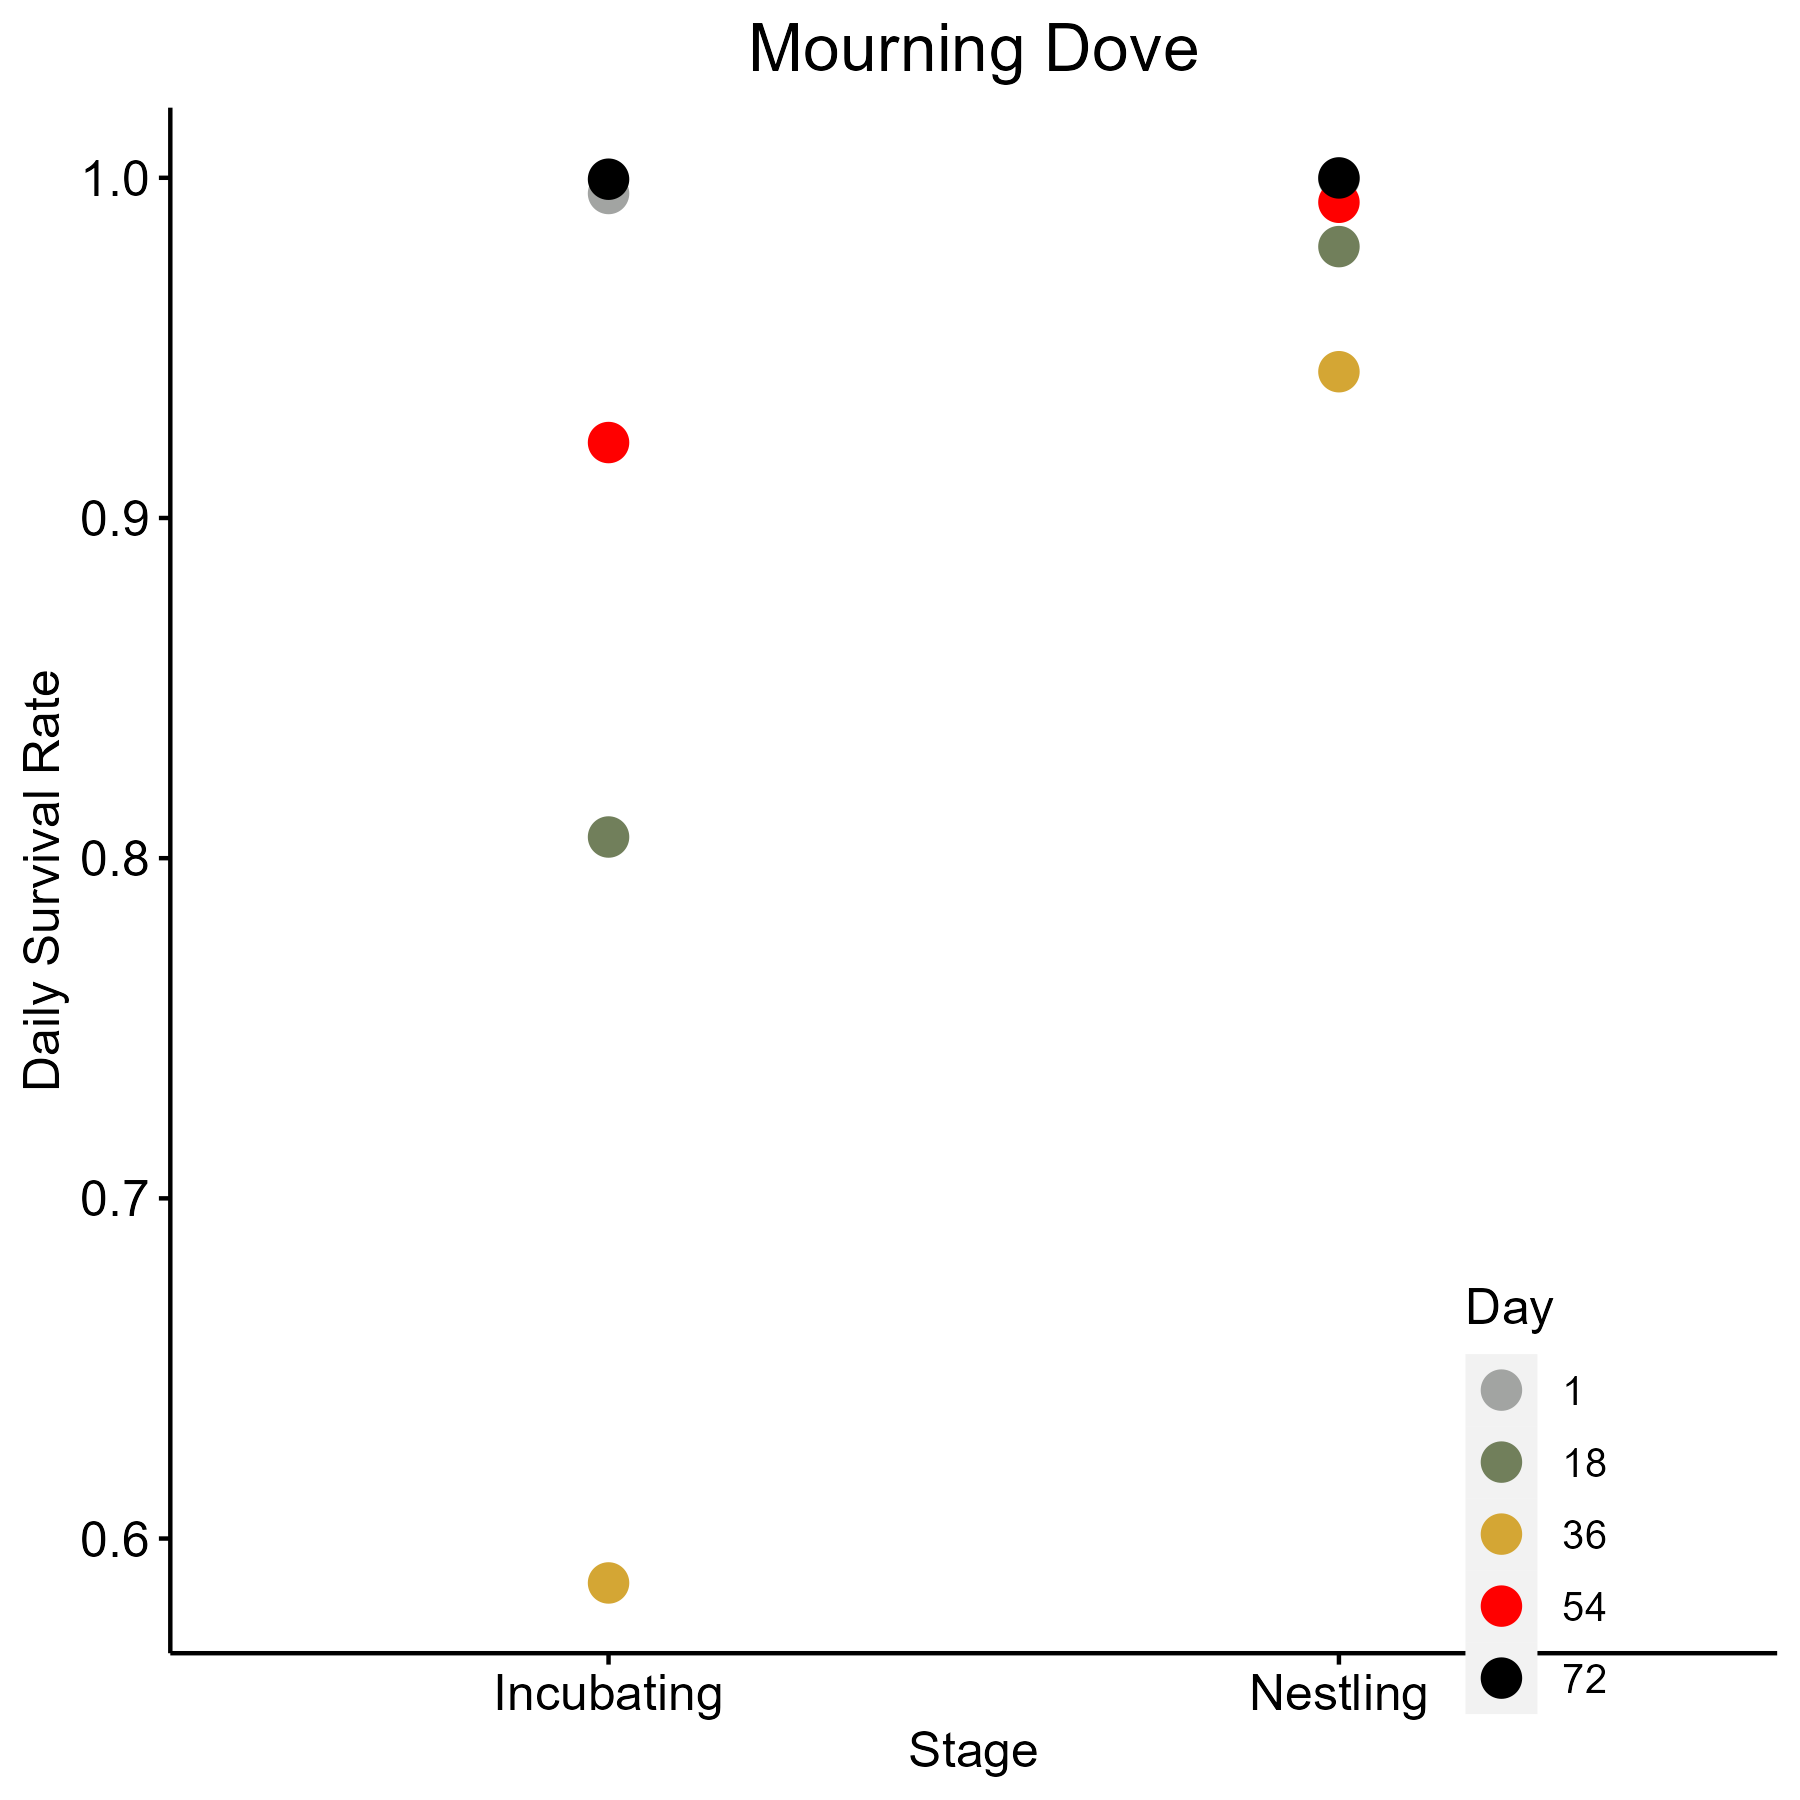 Mourning Dove
1.0
0.9
0.8
0.7
0.6
Daily Survival Rate
Incubating
Nestling
Stage
Day
1
18
36
54
72